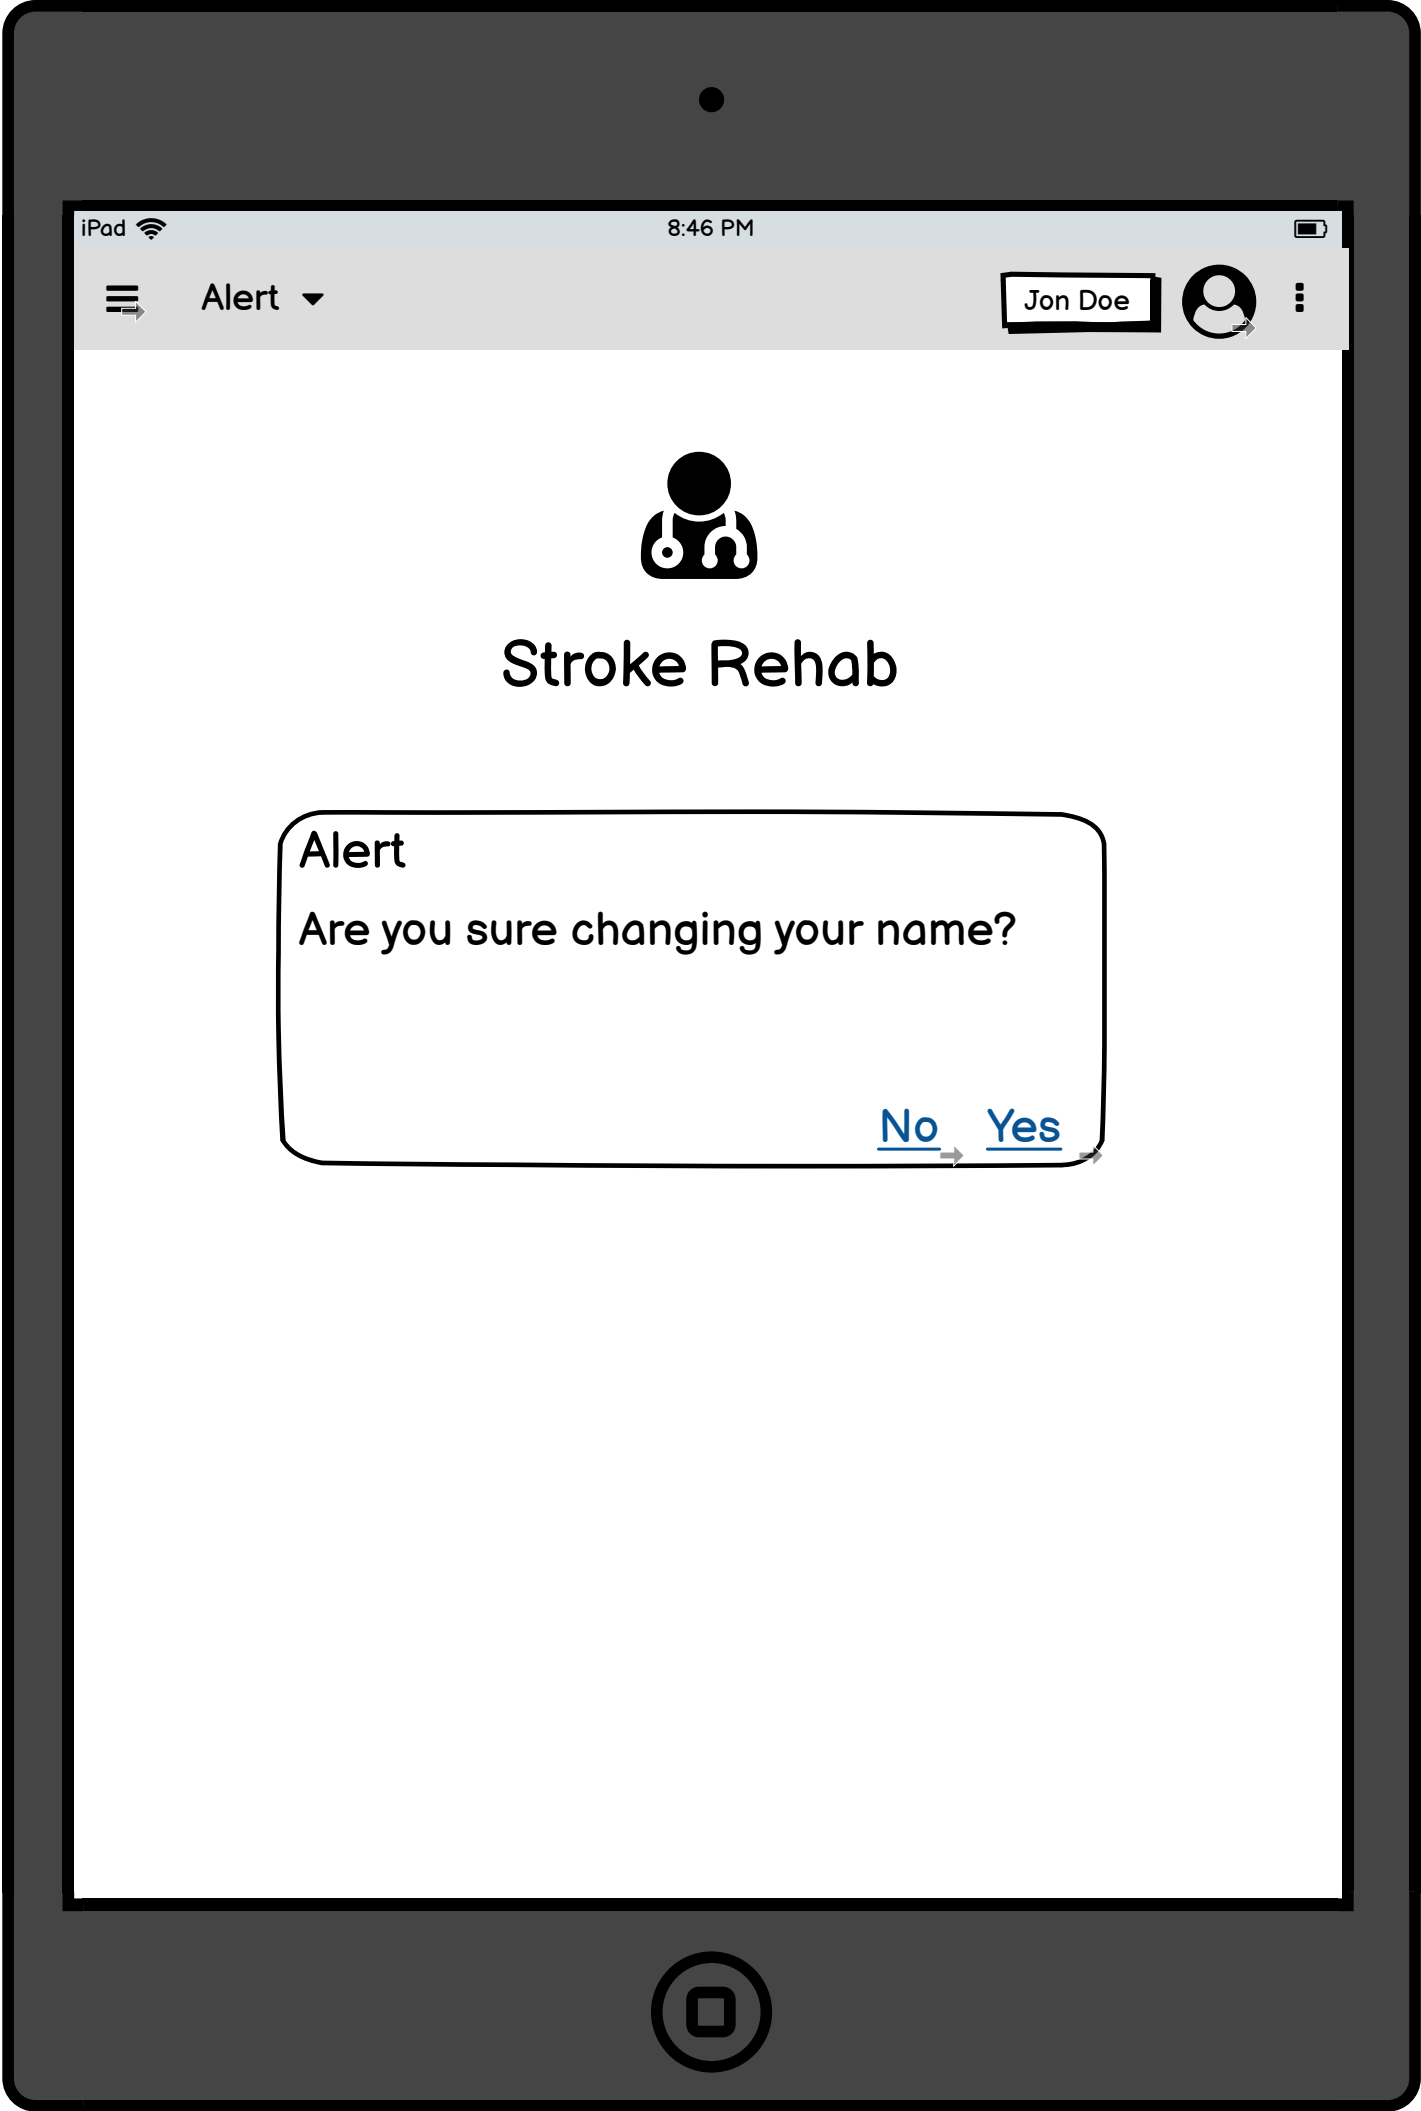 iPad
8:46 PM
Alert
Jon Doe
Stroke Rehab
Alert
Are you sure changing your name?
No Yes